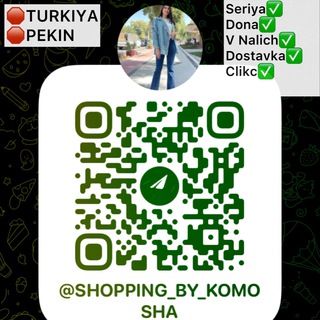 🔴TURKIYA
🔴PEKIN
Seriya✅
Dona✅
V Nalich✅
Dostavka✅
Clikc✅
@SHOPPING_BY_KOMO
SHA